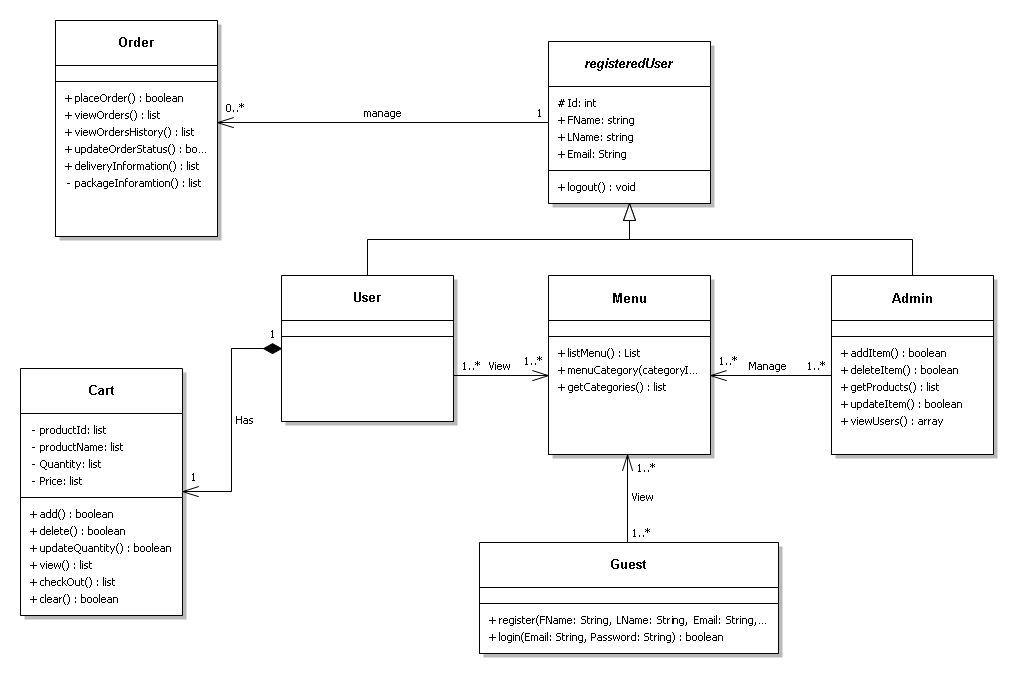 Order
+ placeOrder() : boolean
+ viewOrders() : list
+ viewOrdersHistory() : list
+ updateOrderStatus() : bo...
+ deliveryInformation() : list
- packageInforamtion() : list
0..*
manage
1
registeredUser
# Id: int
+ FName: string
+ LName: string
+ Email: String
+ logout() : void
User
1
Has
1
1..* View 1..*
Menu
+ listMenu() : List
+ menuCategory(categoryI...
+ getCategories() : list
1..* Manage 1..*
Admin
+ addItem() : boolean
+ deleteItem() : boolean
+ getProducts() : list
+ updateItem() : boolean
+ viewUsers() : array
Cart
- productId: list
- productName: list
- Quantity: list
- Price: list
+ add() : boolean
+ delete() : boolean
+ updateQuantity() : boolean
+ view() : list
+ checkOut() : list
+ clear() : boolean
1..*
View
1..*
Guest
+ register(FName: String, LName: String, Email: String,...
+ login(Email: String, Password: String) : boolean